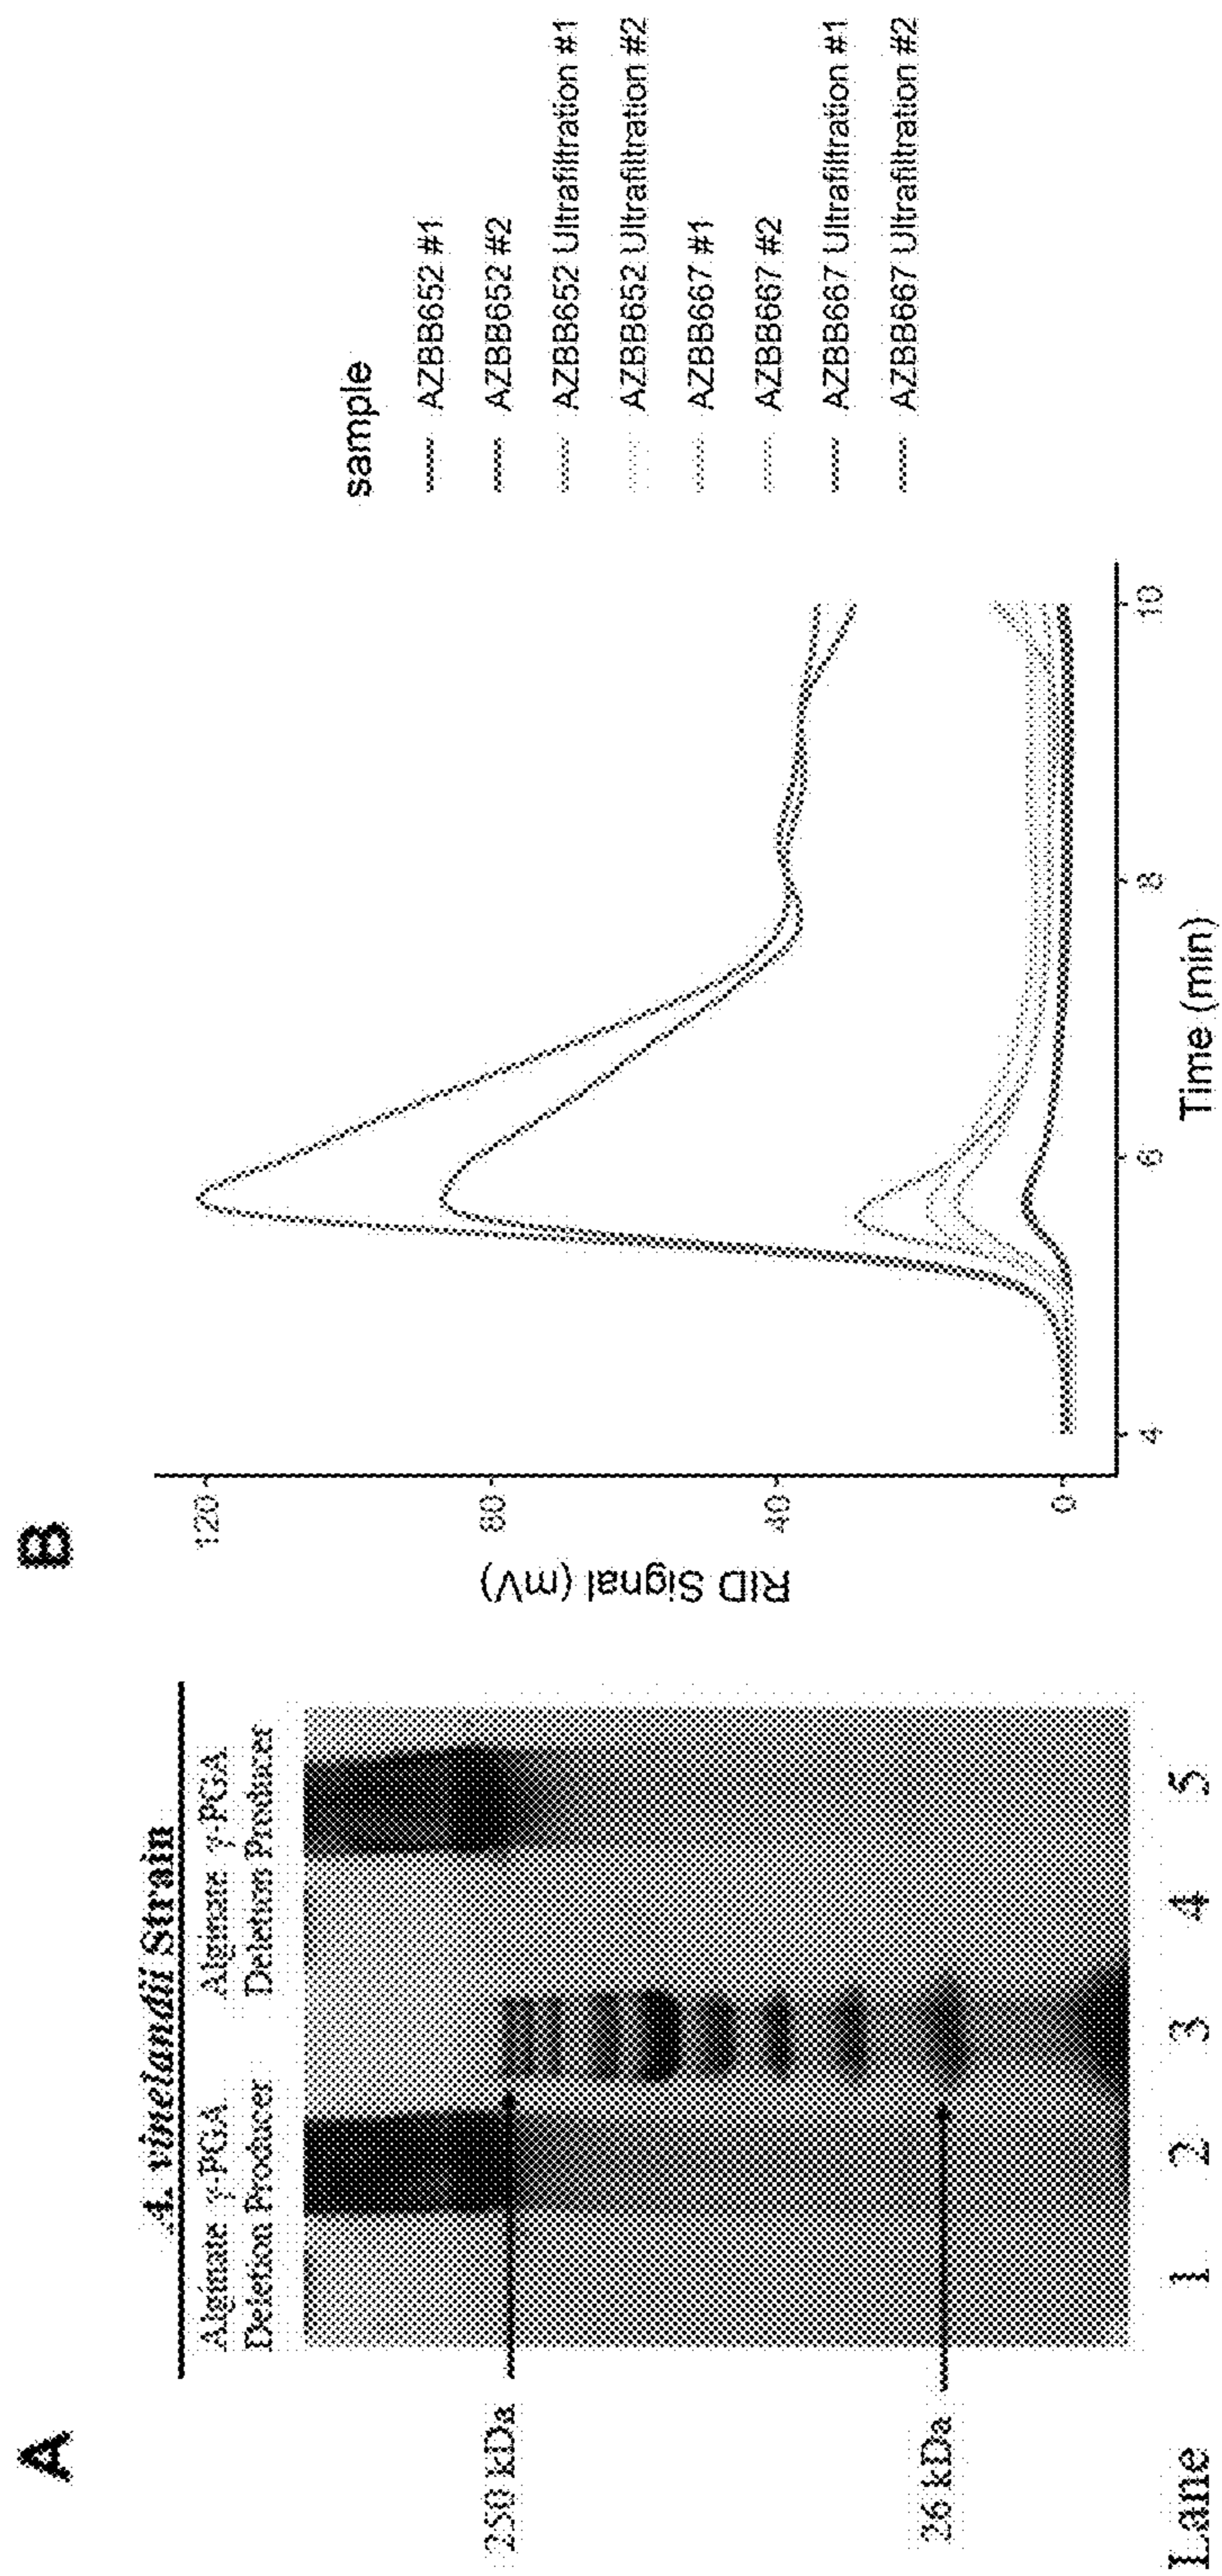 A
A. vinelandii Strain
Alginate γ-PGA Alginate γ-PGA
Deletion Producer Deletion Producer
250 kDa
26 kDa
Lane 1 2 3 4 5
B
RID Signal (mV)
120
80
40
0
4 6 8 10
Time (min)
sample
AZBB652 #1
AZBB652 #2
AZBB652 Ultrafiltration #1
AZBB652 Ultrafiltration #2
AZBB667 #1
AZBB667 #2
AZBB667 Ultrafiltration #1
AZBB667 Ultrafiltration #2